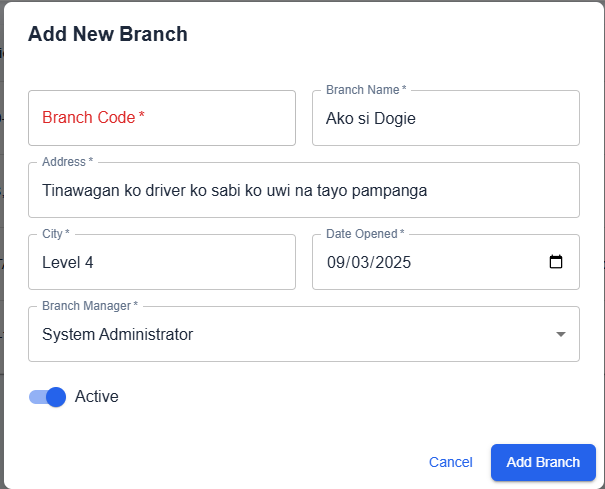 Add New Branch
Branch Code *
Branch Name *
Ako si Dogie
Address *
Tinawagan ko driver ko sabi ko uwi na tayo pampanga
City *
Level 4
Date Opened *
09/03/2025
Branch Manager *
System Administrator
Active
Cancel
Add Branch